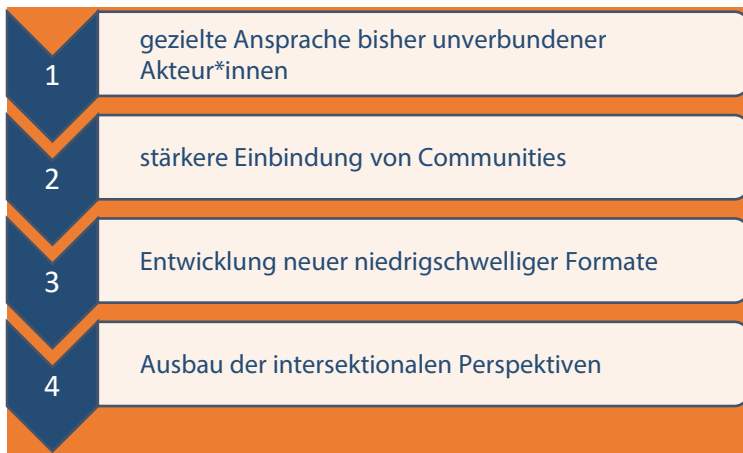 1
gezielte Ansprache bisher unverbundener
Akteur*innen
2
stärkere Einbindung von Communities
3
Entwicklung neuer niedrigschwelliger Formate
4
Ausbau der intersektionalen Perspektiven